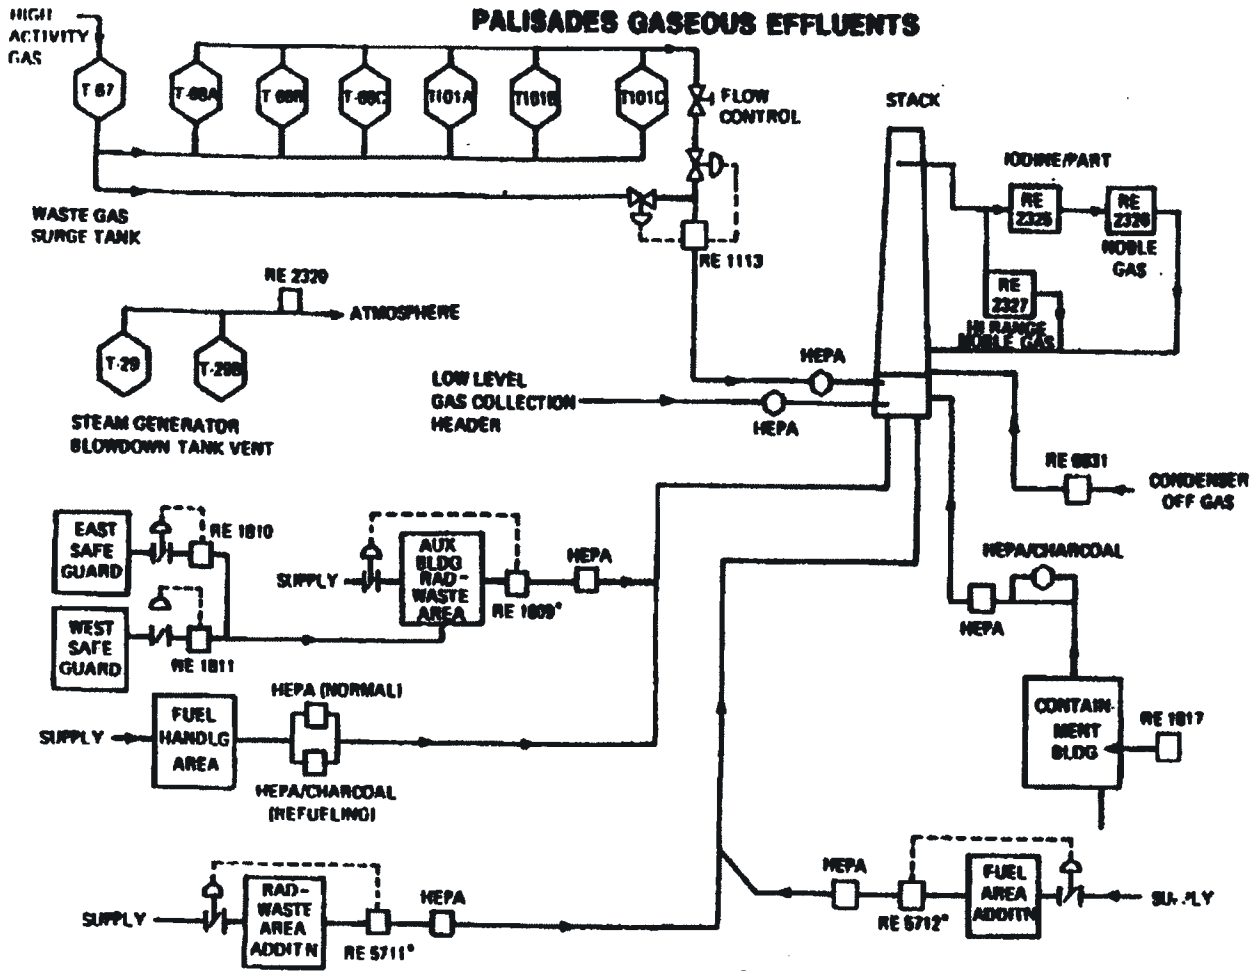 PALISADES GASEOUS EFFLUENTS
HIGH
ACTIVITY
GAS
T-67
T-68A
T-68B
T-68C
T101A
T101B
T101C
FLOW
CONTROL
STACK
IODINE/PART
RE
2325
RE
2326
NOBLE
GAS
RE
2327
HI RANGE
NOBLE GAS
WASTE GAS
SURGE TANK
RE 1113
RE 2320
ATMOSPHERE
T-29
T-29B
STEAM GENERATOR
BLOWDOWN TANK VENT
HEPA
LOW LEVEL
GAS COLLECTION
HEADER
HEPA
RE 0631
CONDENSER
OFF GAS
EAST
SAFE
GUARD
RE 1810
WEST
SAFE
GUARD
RE 1811
SUPPLY
AUX
BLDG
RAD-
WASTE
AREA
RE 1809*
HEPA
HEPA/CHARCOAL
HEPA
CONTAIN-
MENT
BLDG
RE 1817
SUPPLY
FUEL
HANDLG
AREA
HEPA (NORMAL)
HEPA/CHARCOAL
(REFUELING)
SUPPLY
RAD-
WASTE
AREA
ADDIT'N
RE 5711*
HEPA
HEPA
RE 5712*
FUEL
AREA
ADDITN